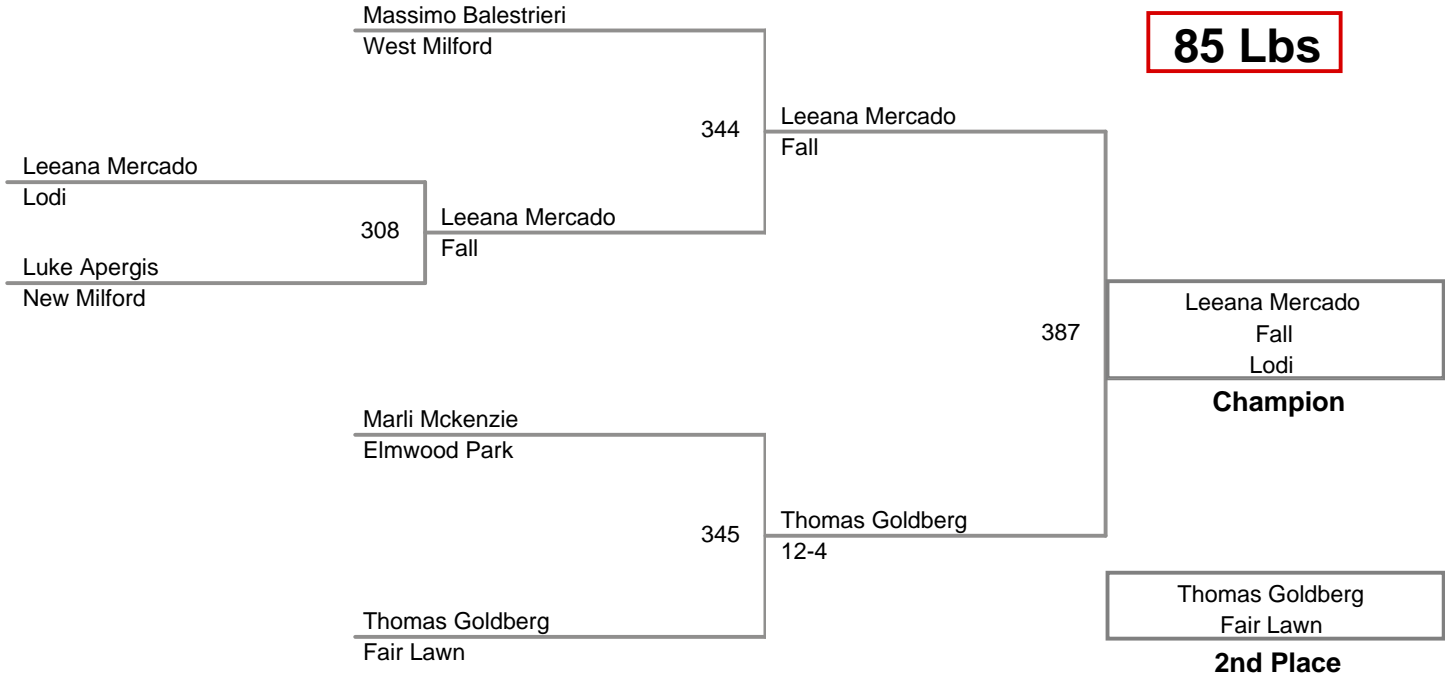 Massimo Balestrieri
West Milford
85 Lbs
344
Leeana Mercado
Fall
Leeana Mercado
Lodi
308
Leeana Mercado
Fall
Luke Apergis
New Milford
387
Leeana Mercado
Fall
Lodi
Champion
Marli Mckenzie
Elmwood Park
345
Thomas Goldberg
12-4
Thomas Goldberg
Fair Lawn
Thomas Goldberg
Fair Lawn
2nd Place